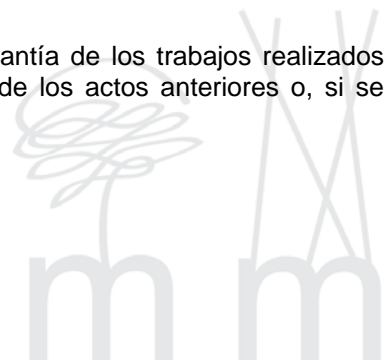 antía de los trabajos realizados
de los actos anteriores o, si se
m m